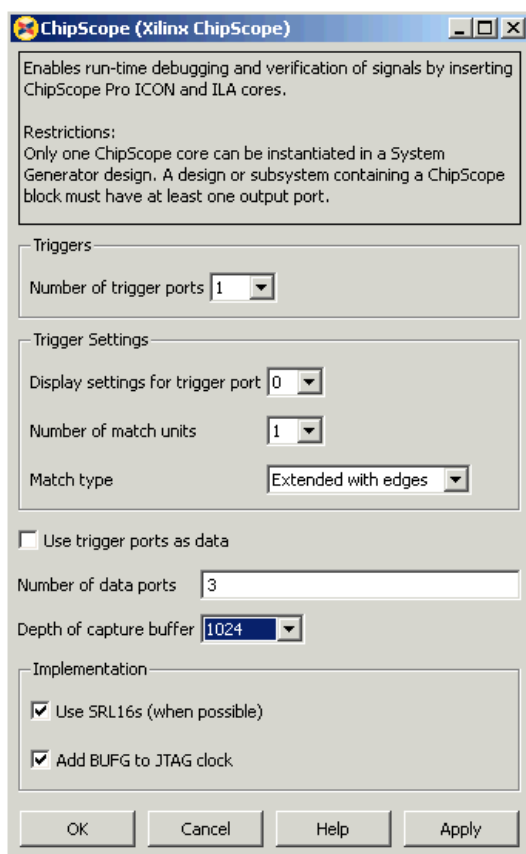 ChipScope (Xilinx ChipScope)
Enables run-time debugging and verification of signals by inserting
ChipScope Pro ICON and ILA cores.
Restrictions:
Only one ChipScope core can be instantiated in a System
Generator design. A design or subsystem containing a ChipScope
block must have at least one output port.
Triggers
Number of trigger ports 1
Trigger Settings
Display settings for trigger port 0
Number of match units 1
Match type Extended with edges
Use trigger ports as data
Number of data ports 3
Depth of capture buffer 1024
Implementation
Use SRL16s (when possible)
Add BUFG to JTAG clock
OK Cancel Help Apply